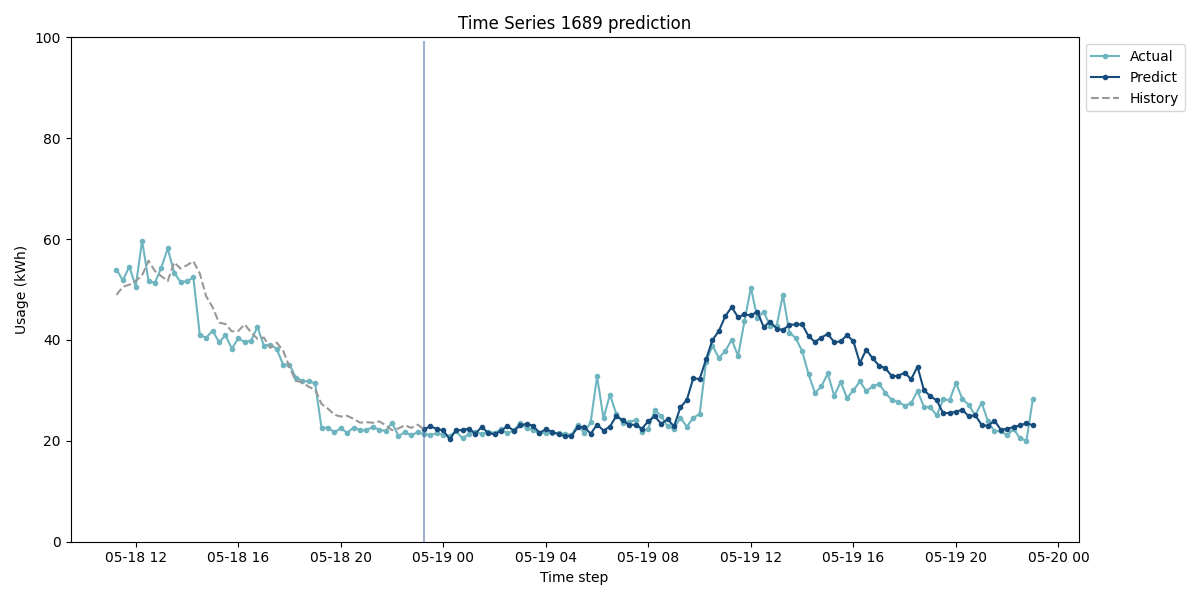 Time Series 1689 prediction
100
80
60
40
20
0
Usage (kWh)
05-18 12
05-18 16
05-18 20
05-19 00
05-19 04
05-19 08
05-19 12
05-19 16
05-19 20
05-20 00
Time step
Actual
Predict
History